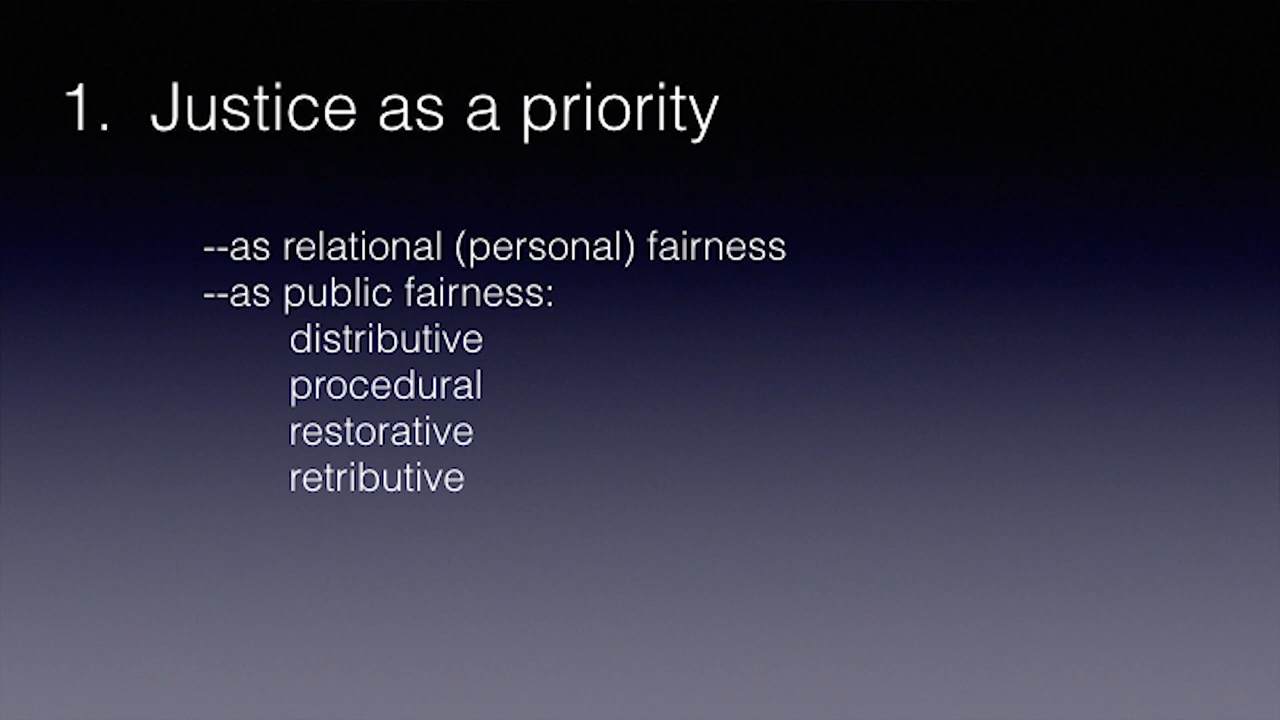 1. Justice as a priority
--as relational (personal) fairness
--as public fairness:
distributive
procedural
restorative
retributive